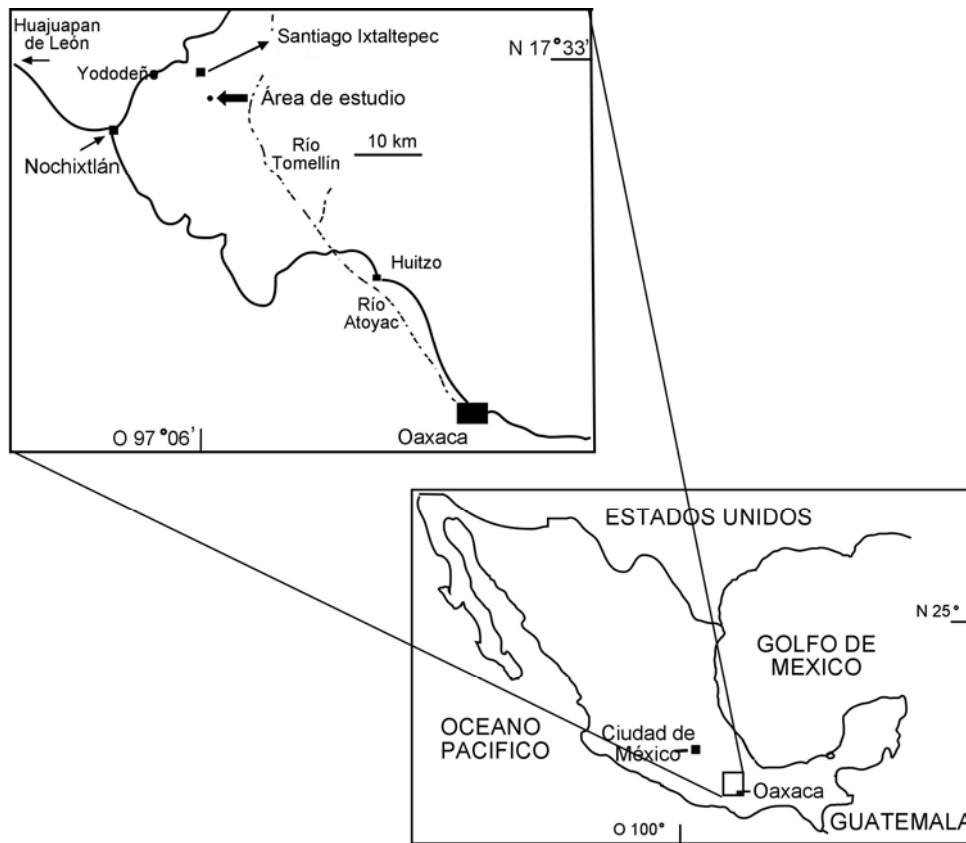 Huajuapan
de León
Santiago Ixtaltepec
N 17°33'
Yododeñ
Área de estudio
Río
Tomellín
10 km
Nochixtlán
Huitzo
Río
Atoyac
O 97°06'
Oaxaca
ESTADOS UNIDOS
N 25°
GOLFO DE
MEXICO
OCEANO
PACIFICO
Ciudad de
México
Oaxaca
GUATEMALA
O 100°